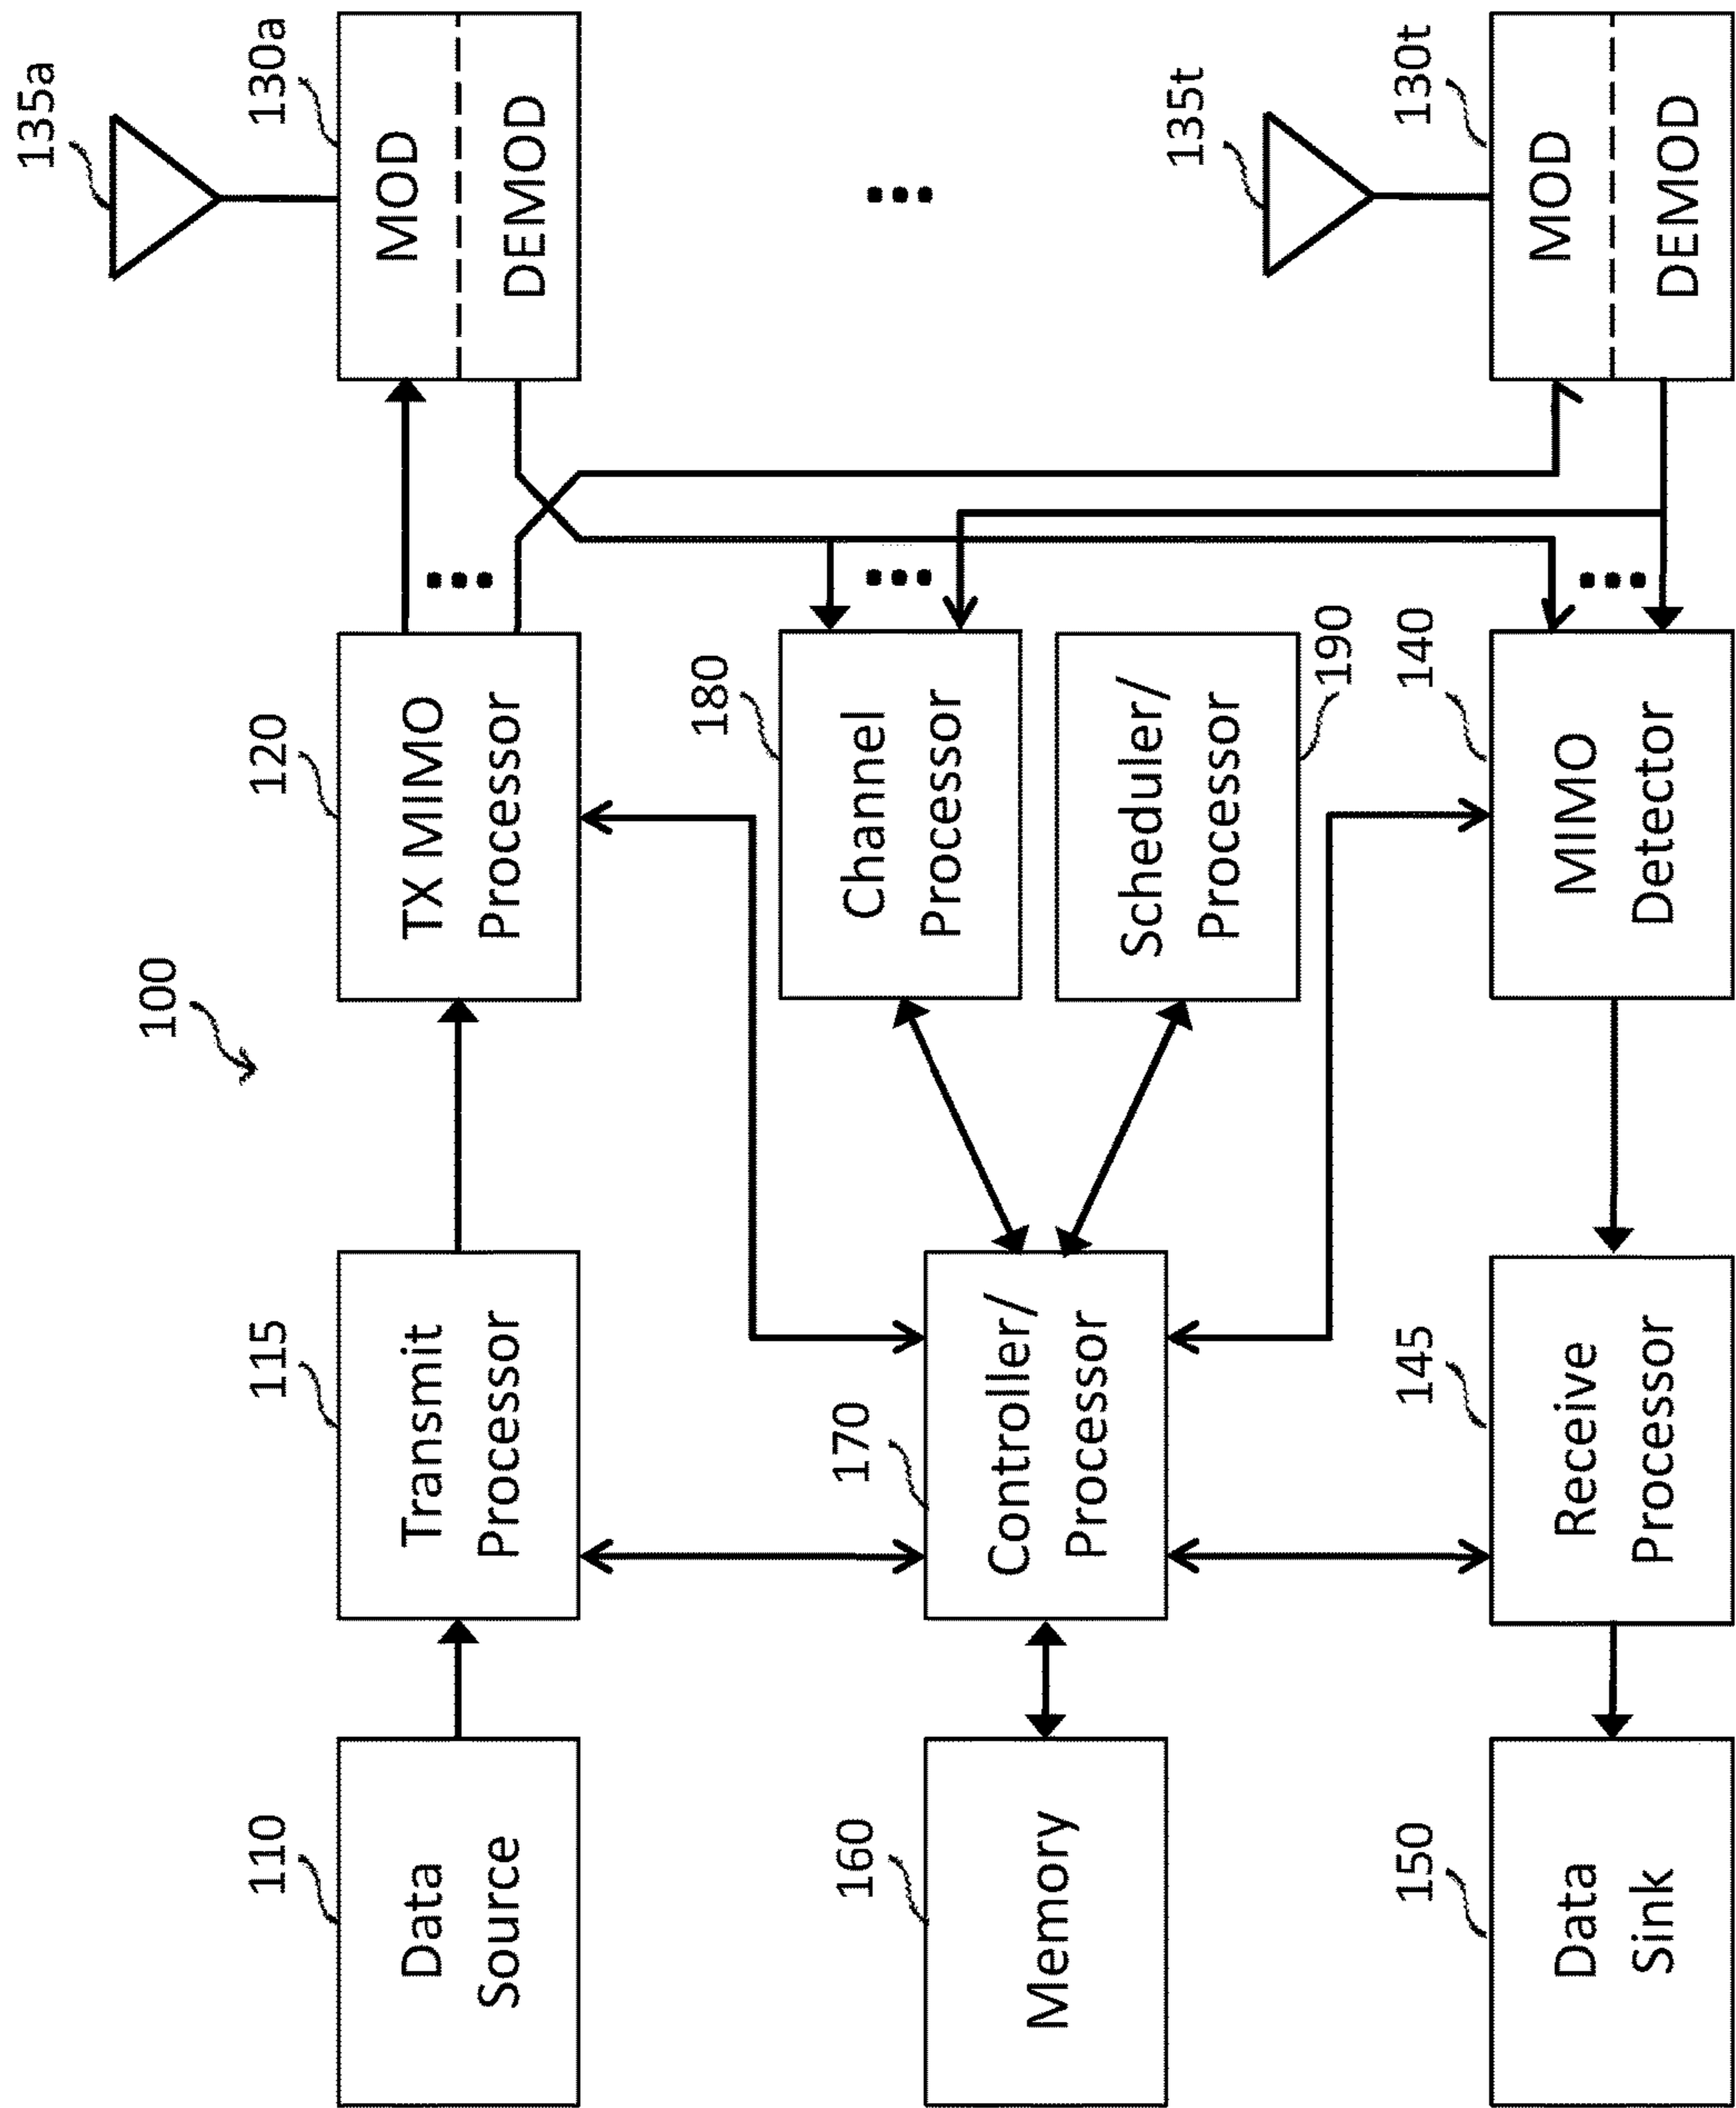 100
135a
110
115
120
130a
Data
Source
Transmit
Processor
TX MIMO
Processor
MOD
DEMOD
160
170
180
Memory
Controller/
Processor
Channel
Processor
Scheduler/
Processor
190
135t
150
145
140
130t
Data
Sink
Receive
Processor
MIMO
Detector
MOD
DEMOD